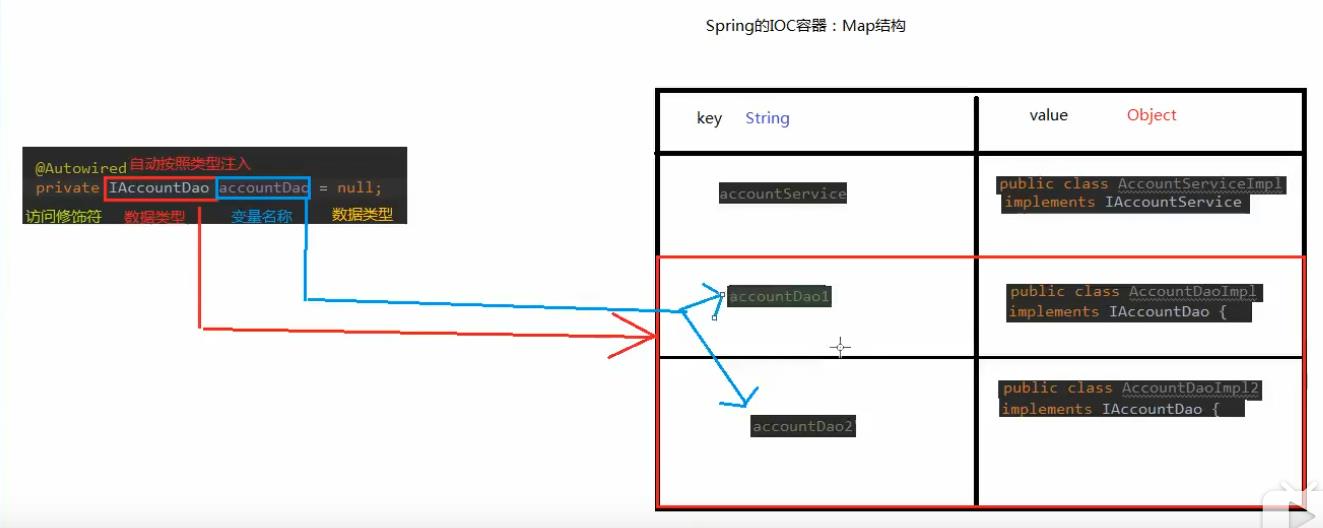 Spring的IOC容器：Map结构
key String value Object
@Autowired 自动按照类型注入
private IAccountDao accountDao = null;
访问修饰符 数据类型 变量名称 数据类型
accountService
public class AccountServiceImpl
implements IAccountService
accountDao1
public class AccountDaoImpl
implements IAccountDao {
accountDao2
public class AccountDaoImpl2
implements IAccountDao {